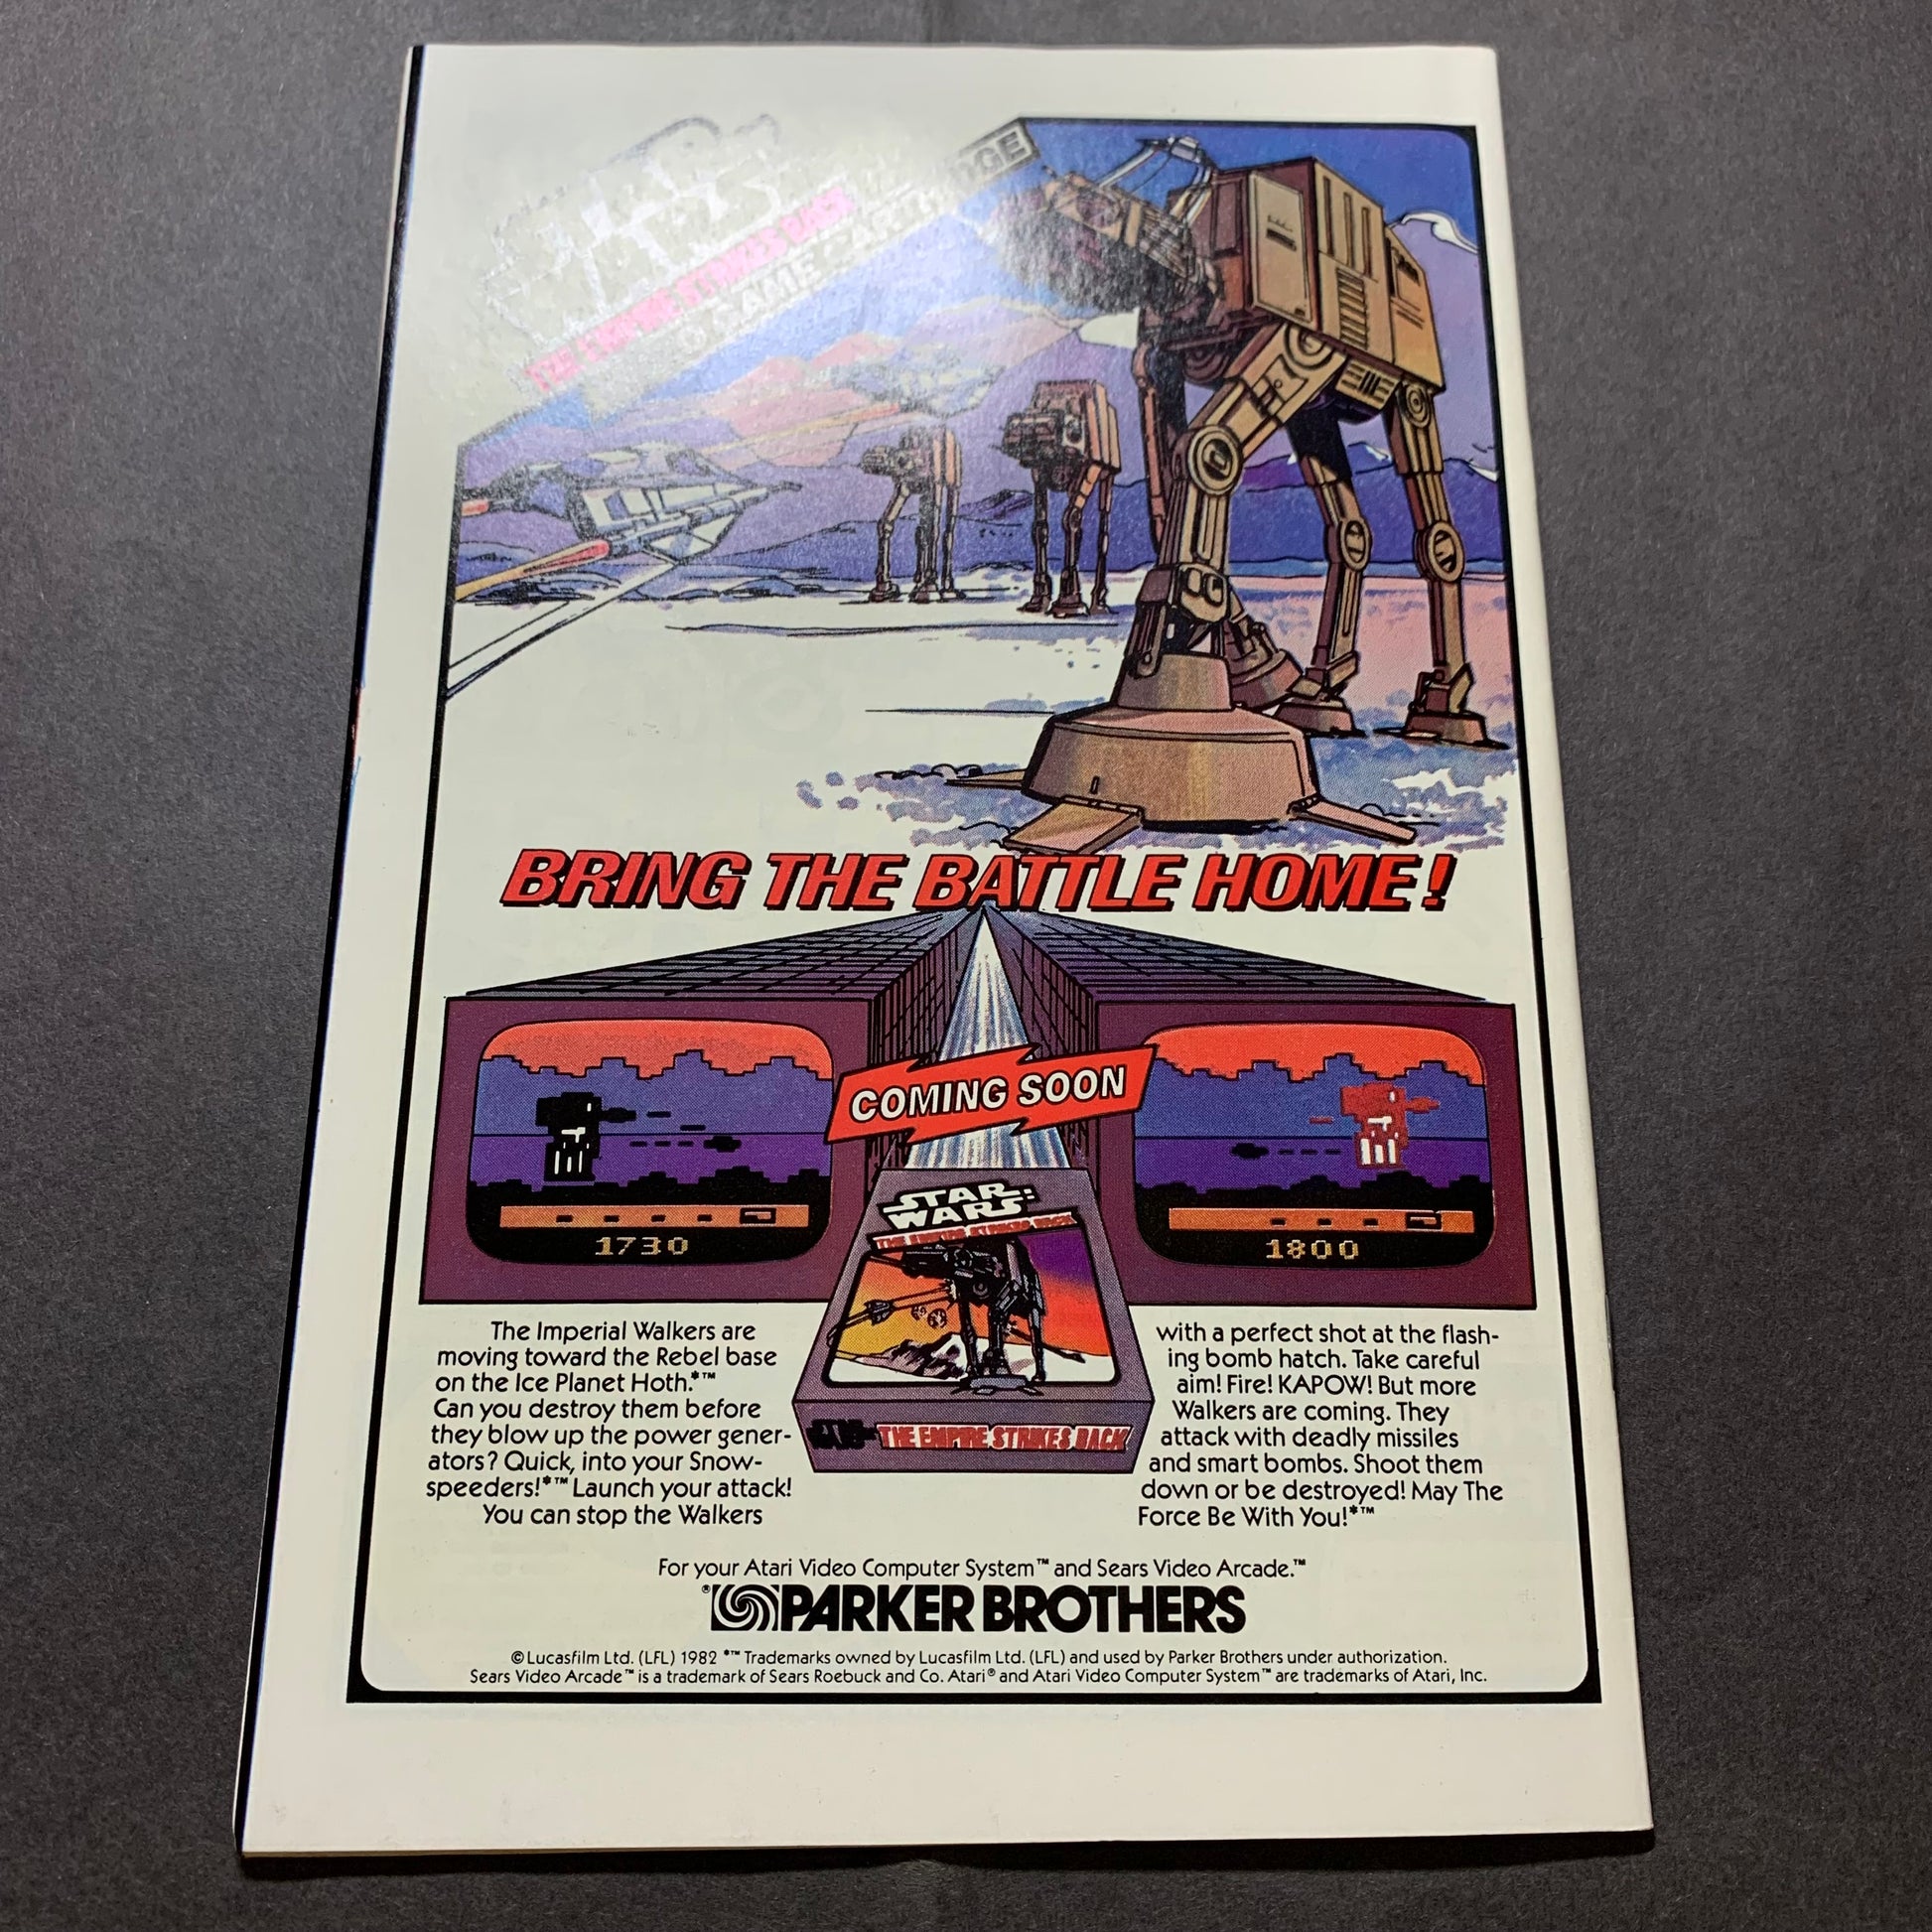 THE EMPIRE STRIKES BACK
GAME
BRING THE BATTLE HOME!
COMING SOON
1730
1800
STAR
WARS
THE EMPIRE STRIKES BACK
STAR WARS THE EMPIRE STRIKES BACK
The Imperial Walkers are
moving toward the Rebel base
on the Ice Planet Hoth.*™
Can you destroy them before
they blow up the power gener-
ators? Quick, into your Snow-
speeders!*™ Launch your attack!
You can stop the Walkers
with a perfect shot at the flash-
ing bomb hatch. Take careful
aim! Fire! KAPOW! But more
Walkers are coming. They
attack with deadly missiles
and smart bombs. Shoot them
down or be destroyed! May The
Force Be With You!*™
For your Atari Video Computer System™ and Sears Video Arcade.™
® PARKER BROTHERS
© Lucasfilm Ltd. (LFL) 1982 *™ Trademarks owned by Lucasfilm Ltd. (LFL) and used by Parker Brothers under authorization.
Sears Video Arcade™ is a trademark of Sears Roebuck and Co. Atari® and Atari Video Computer System™ are trademarks of Atari, Inc.